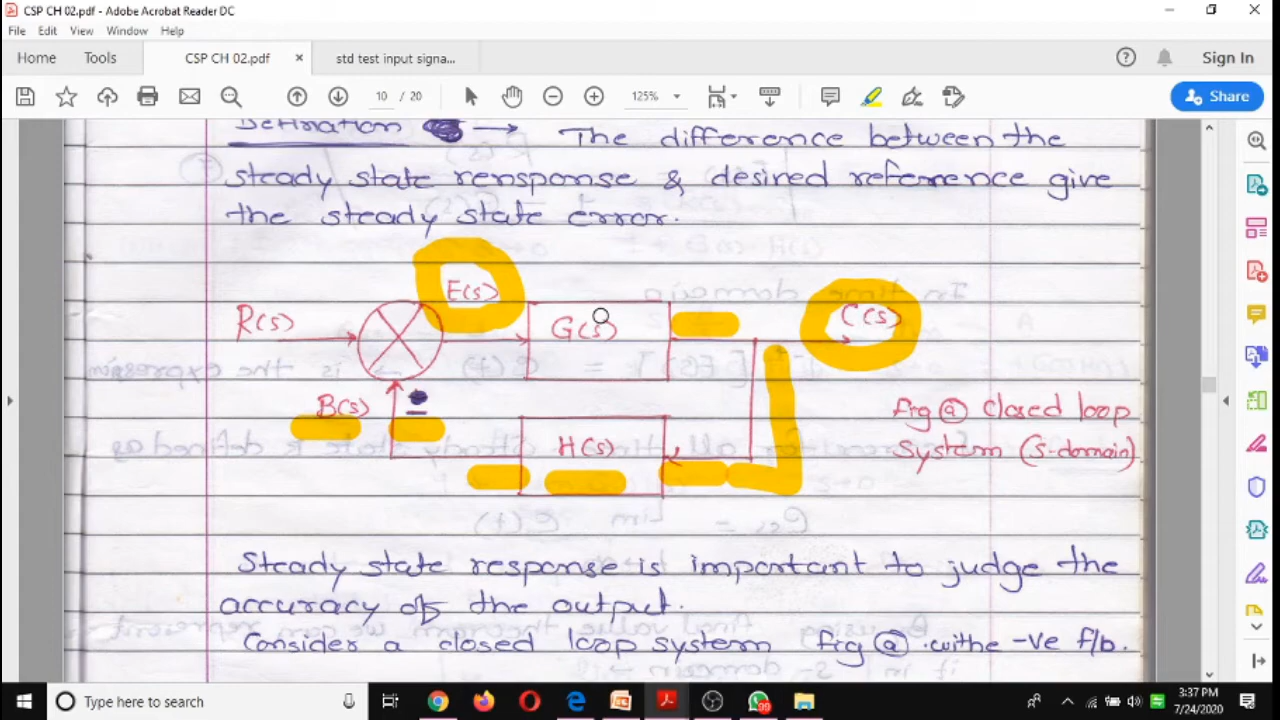 CSP CH 02.pdf - Adobe Acrobat Reader DC
File Edit View Window Help
Home Tools CSP CH 02.pdf × std test input signa... Sign In
10 / 20 125% Share
Defination → The difference between the
steady state rensponse & desired reference give
the steady state error.
E(s)
R(s) G(s) C(s)
B(s) ±
H(s)
fig ⓐ closed loop
System (s-domain)
Steady state response is important to judge the
accuracy of the output.
Consider a closed loop system fig ⓐ .withe -ve f/b.
Type here to search
3:37 PM
7/24/2020